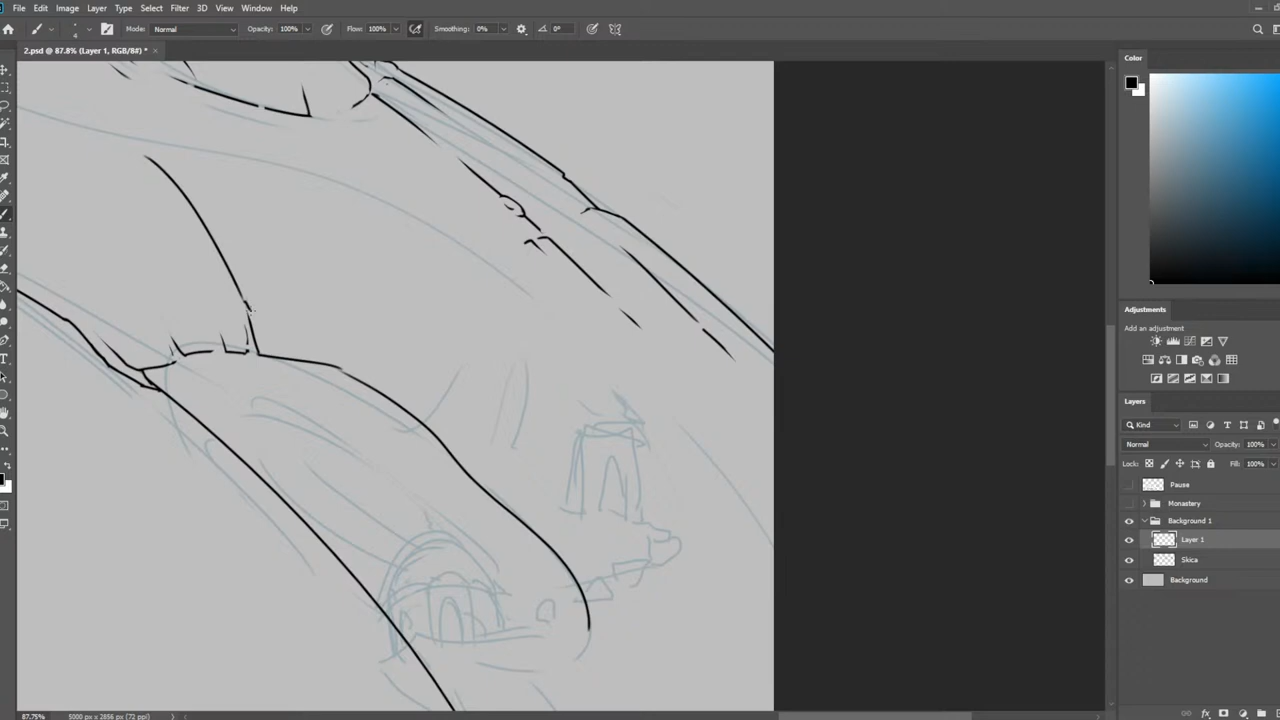 File Edit Image Layer Type Select Filter 3D View Window Help
4 Mode: Normal Opacity: 100% Flow: 100% Smoothing: 0% 0°
2.psd @ 87.8% (Layer 1, RGB/8#) * ×
Color
Adjustments
Add an adjustment
Layers
Kind
Normal Opacity: 100%
Lock: Fill: 100%
Pause
Monastery
Background 1
Layer 1
Skica
Background
87.75% 5000 px x 2856 px (72 ppi)